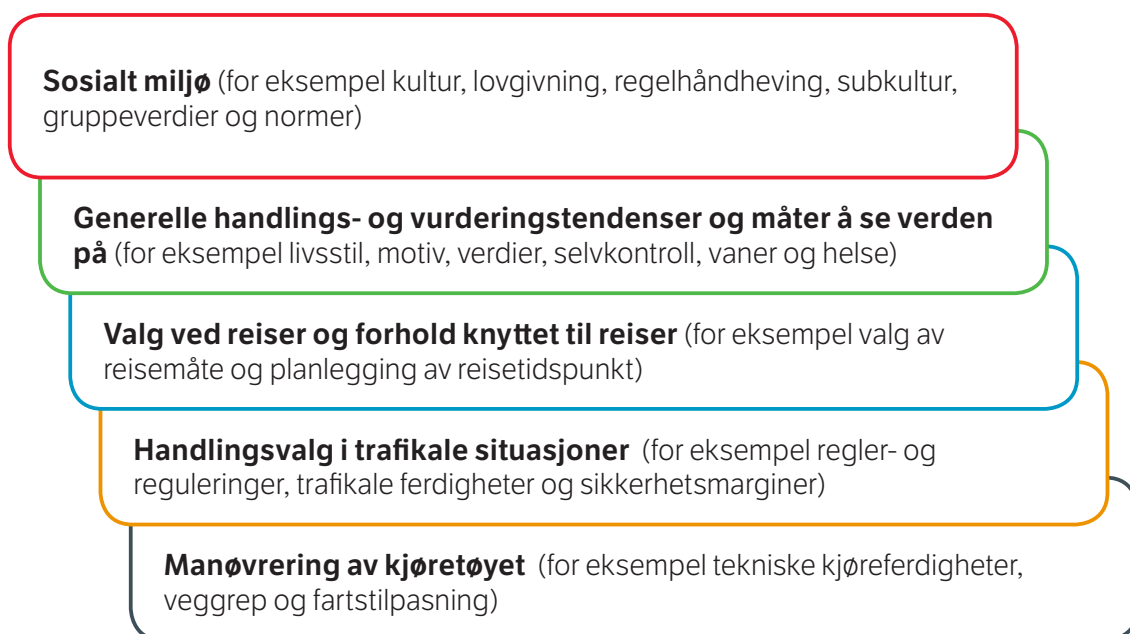 Sosialt miljø (for eksempel kultur, lovgivning, regelhåndheving, subkultur,
gruppeverdier og normer)
Generelle handlings- og vurderingstendenser og måter å se verden
på (for eksempel livsstil, motiv, verdier, selvkontroll, vaner og helse)
Valg ved reiser og forhold knyttet til reiser (for eksempel valg av
reisemåte og planlegging av reisetidspunkt)
Handlingsvalg i trafikale situasjoner (for eksempel regler- og
reguleringer, trafikale ferdigheter og sikkerhetsmarginer)
Manøvrering av kjøretøyet (for eksempel tekniske kjøreferdigheter,
veggrep og fartstilpasning)